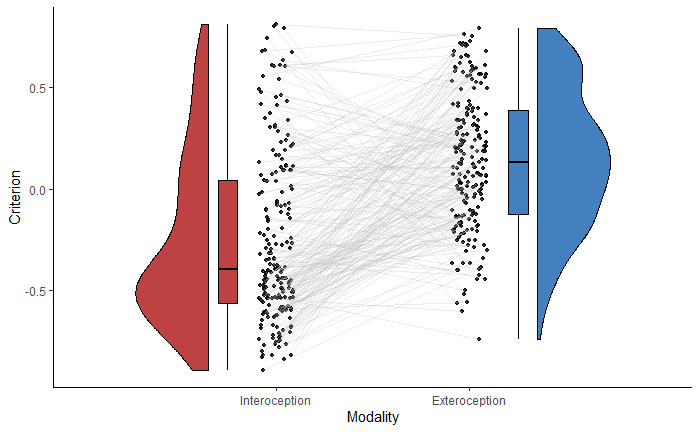 0.5
0.0
-0.5
Criterion
Interoception
Exteroception
Modality